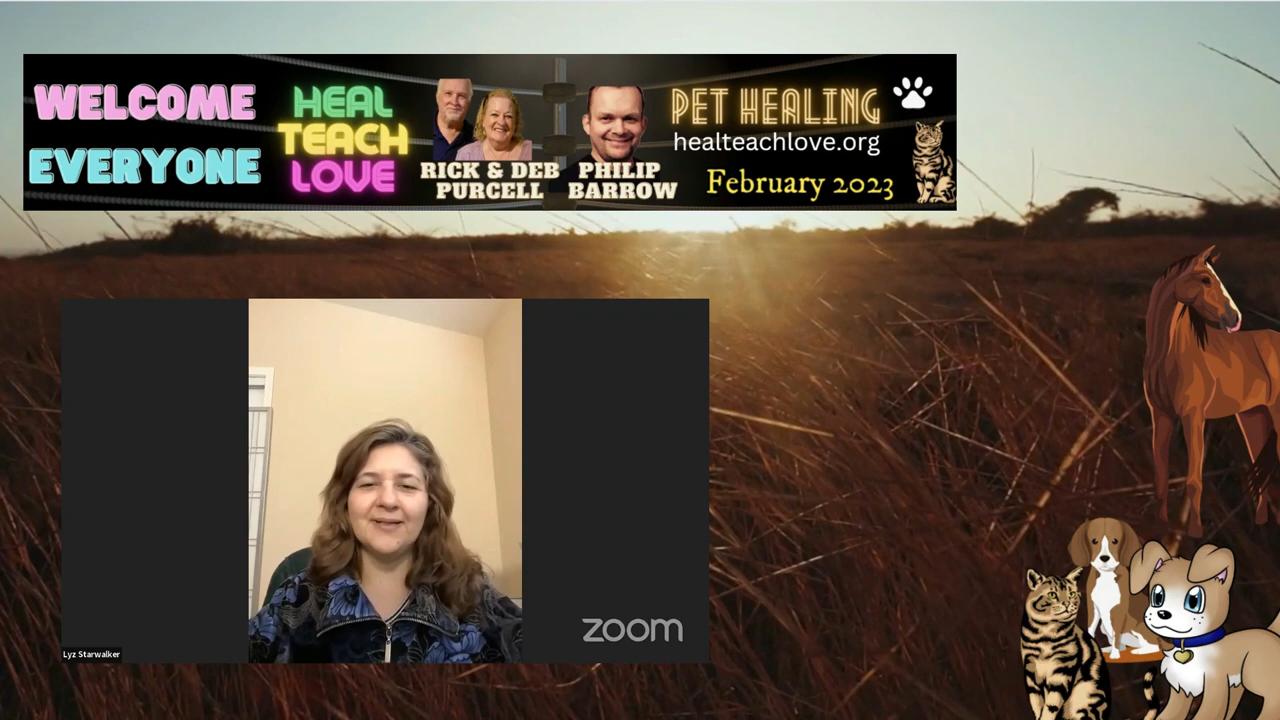 WELCOME
EVERYONE
HEAL
TEACH
LOVE
RICK & DEB
PURCELL
PHILIP
BARROW
PET HEALING
healteachlove.org
February 2023
zoom
Lyz Starwalker